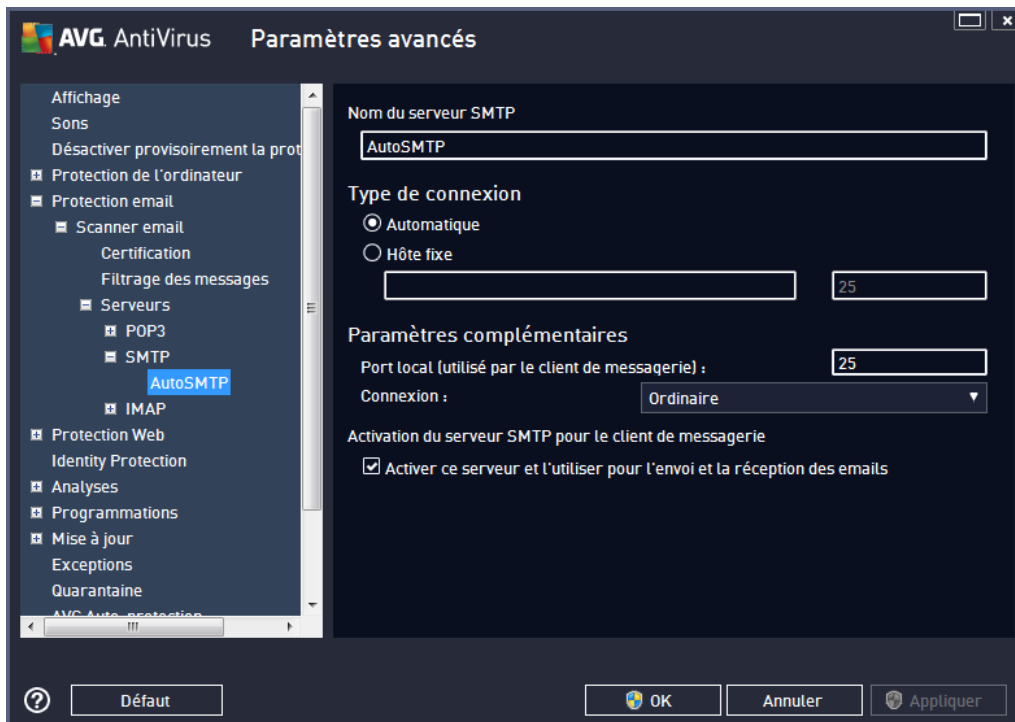 AVG. AntiVirus Paramètres avancés
Affichage
Sons
Désactiver provisoirement la prot
Protection de l'ordinateur
Protection email
Scanner email
Certification
Filtrage des messages
Serveurs
POP3
SMTP
AutoSMTP
IMAP
Protection Web
Identity Protection
Analyses
Programmations
Mise à jour
Exceptions
Quarantaine
AVG Auto-protection
Nom du serveur SMTP
AutoSMTP
Type de connexion
Automatique
Hôte fixe
25
Paramètres complémentaires
Port local (utilisé par le client de messagerie) : 25
Connexion : Ordinaire
Activation du serveur SMTP pour le client de messagerie
Activer ce serveur et l'utiliser pour l'envoi et la réception des emails
? Défaut OK Annuler Appliquer